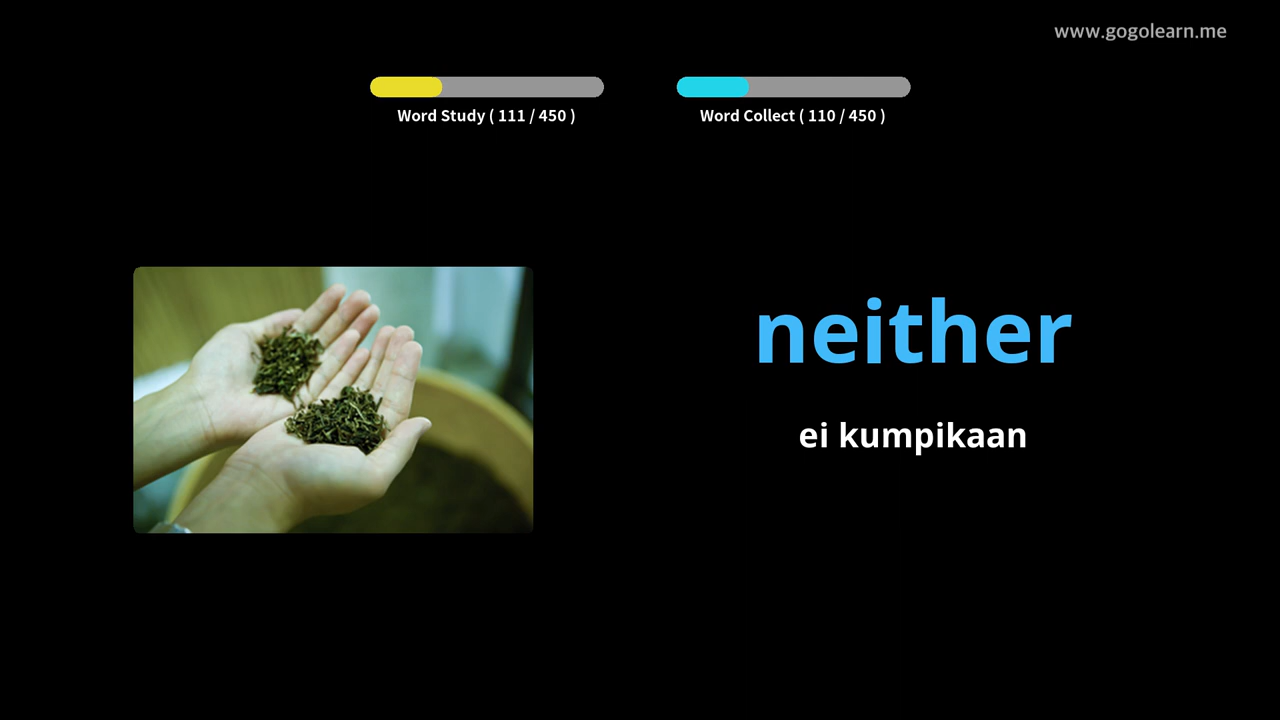 www.gogolearn.me
Word Study ( 111 / 450 )
Word Collect ( 110 / 450 )
neither
ei kumpikaan